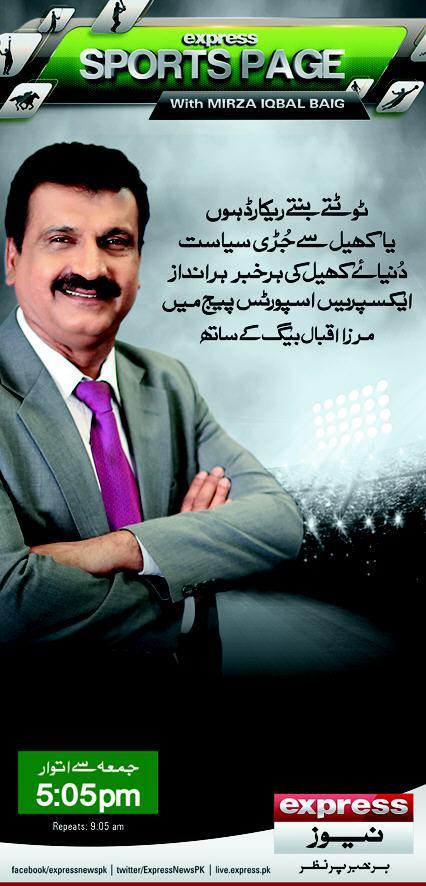 express
SPORTS PAGE
With MIRZA IQBAL BAIG
ٹوٹتے بنتے ریکارڈ ہوں
یا کھیل سے جُڑی سیاست
دُنیائے کھیل کی ہر خبر ہر انداز
ایکسپریس اسپورٹس پیج میں
مرزا اقبال بیگ کے ساتھ
جمعہ سے اتوار
5:05pm
Repeats: 9.05 am
express
نیوز
ہر خبر پر نظر
facebook/expressnewspk | twitter/ExpressNewsPK | live.express.pk